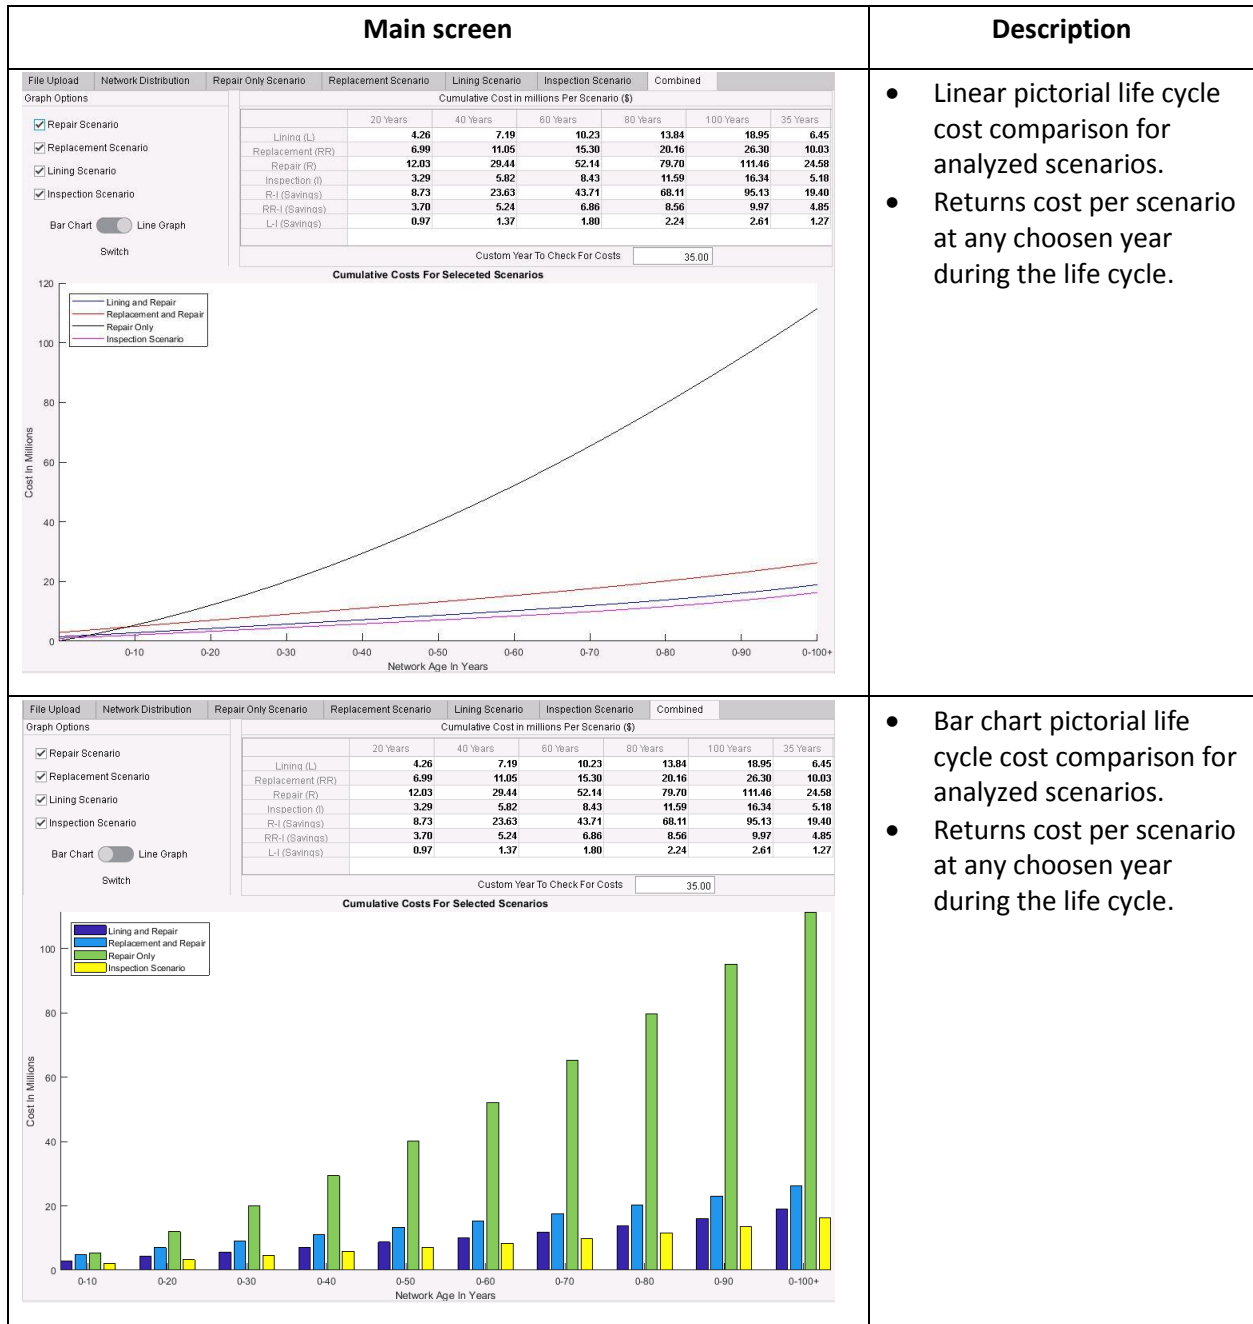 Main screen Description
File Upload Network Distribution Repair Only Scenario Replacement Scenario Lining Scenario Inspection Scenario Combined
Graph Options
Cumulative Cost in millions Per Scenario ($)
Repair Scenario
Replacement Scenario
Lining Scenario
Inspection Scenario
Bar Chart Line Graph
Switch
20 Years 40 Years 60 Years 80 Years 100 Years 35 Years
Lining (L) 4.26 7.19 10.23 13.84 18.95 6.45
Replacement (RR) 6.99 11.05 15.30 20.16 26.30 10.03
Repair (R) 12.03 29.44 52.14 79.70 111.46 24.58
Inspection (I) 3.29 5.82 8.43 11.59 16.34 5.18
R-I (Savings) 8.73 23.63 43.71 68.11 95.13 19.40
RR-I (Savings) 3.70 5.24 6.86 8.56 9.97 4.85
L-I (Savings) 0.97 1.37 1.80 2.24 2.61 1.27
Custom Year To Check For Costs 35.00
Cumulative Costs For Seleceted Scenarios
Lining and Repair
Replacement and Repair
Repair Only
Inspection Scenario
120
100
80
60
40
20
0
Cost In Millions
0-10 0-20 0-30 0-40 0-50 0-60 0-70 0-80 0-90 0-100+
Network Age In Years
• Linear pictorial life cycle
cost comparison for
analyzed scenarios.
• Returns cost per scenario
at any choosen year
during the life cycle.
File Upload Network Distribution Repair Only Scenario Replacement Scenario Lining Scenario Inspection Scenario Combined
Graph Options
Cumulative Cost in millions Per Scenario ($)
Repair Scenario
Replacement Scenario
Lining Scenario
Inspection Scenario
Bar Chart Line Graph
Switch
20 Years 40 Years 60 Years 80 Years 100 Years 35 Years
Lining (L) 4.26 7.19 10.23 13.84 18.95 6.45
Replacement (RR) 6.99 11.05 15.30 20.16 26.30 10.03
Repair (R) 12.03 29.44 52.14 79.70 111.46 24.58
Inspection (I) 3.29 5.82 8.43 11.59 16.34 5.18
R-I (Savings) 8.73 23.63 43.71 68.11 95.13 19.40
RR-I (Savings) 3.70 5.24 6.86 8.56 9.97 4.85
L-I (Savings) 0.97 1.37 1.80 2.24 2.61 1.27
Custom Year To Check For Costs 35.00
Cumulative Costs For Selected Scenarios
Lining and Repair
Replacement and Repair
Repair Only
Inspection Scenario
100
80
60
40
20
0
Cost In Millions
0-10 0-20 0-30 0-40 0-50 0-60 0-70 0-80 0-90 0-100+
Network Age In Years
• Bar chart pictorial life
cycle cost comparison for
analyzed scenarios.
• Returns cost per scenario
at any choosen year
during the life cycle.